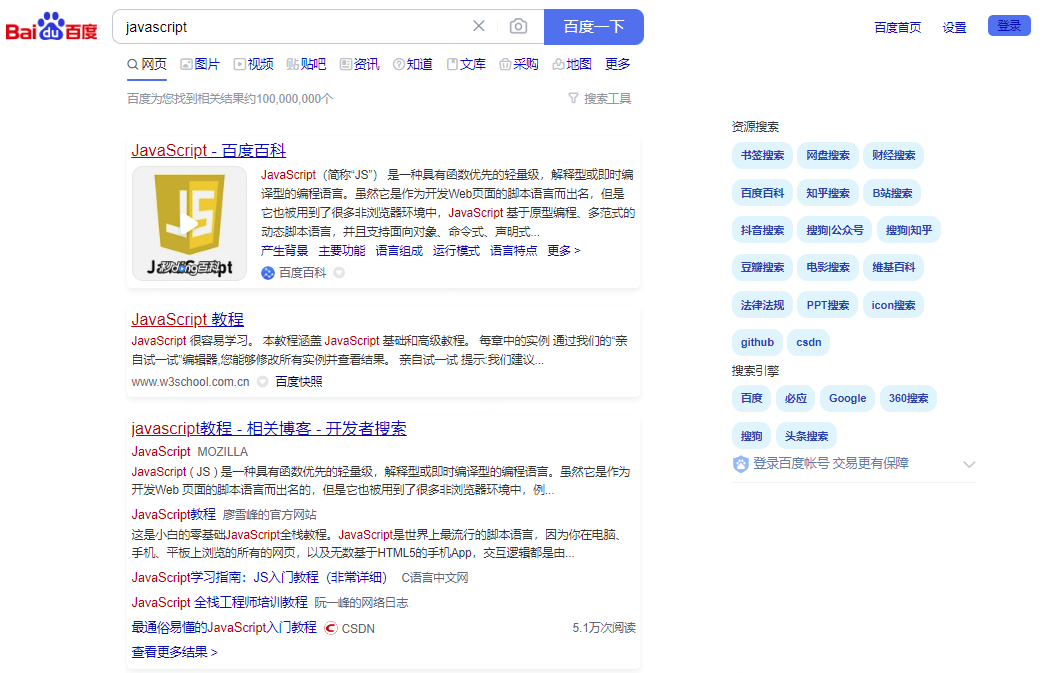 Bai du 百度 javascript 百度一下 百度首页 设置 登录
网页 图片 视频 贴吧 资讯 知道 文库 采购 地图 更多
百度为您找到相关结果约100,000,000个 搜索工具
JavaScript - 百度百科
JavaScript（简称“JS”） 是一种具有函数优先的轻量级，解释型或即时编
译型的编程语言。虽然它是作为开发Web页面的脚本语言而出名，但是
它也被用到了很多非浏览器环境中，JavaScript 基于原型编程、多范式的
动态脚本语言，并且支持面向对象、命令式、声明式...
JS
JavaScript
秒懂百科
产生背景 主要功能 语言组成 运行模式 语言特点 更多 >
百度百科
JavaScript 教程
JavaScript 很容易学习。 本教程涵盖 JavaScript 基础和高级教程。 每章中的实例 通过我们的“亲
自试一试”编辑器,您能够修改所有实例并查看结果。 亲自试一试 提示:我们建议...
www.w3school.com.cn 百度快照
javascript教程 - 相关博客 - 开发者搜索
JavaScript MOZILLA
JavaScript ( JS ) 是一种具有函数优先的轻量级，解释型或即时编译型的编程语言。虽然它是作为
开发Web 页面的脚本语言而出名的，但是它也被用到了很多非浏览器环境中，例...
JavaScript教程 廖雪峰的官方网站
这是小白的零基础JavaScript全栈教程。JavaScript是世界上最流行的脚本语言，因为你在电脑、
手机、平板上浏览的所有的网页，以及无数基于HTML5的手机App，交互逻辑都是由...
JavaScript学习指南：JS入门教程（非常详细） C语言中文网
JavaScript 全栈工程师培训教程 阮一峰的网络日志
最通俗易懂的JavaScript入门教程 CSDN 5.1万次阅读
查看更多结果 >
资源搜索
书签搜索 网盘搜索 财经搜索
百度百科 知乎搜索 B站搜索
抖音搜索 搜狗|公众号 搜狗|知乎
豆瓣搜索 电影搜索 维基百科
法律法规 PPT搜索 icon搜索
github csdn
搜索引擎
百度 必应 Google 360搜索
搜狗 头条搜索
登录百度帐号 交易更有保障